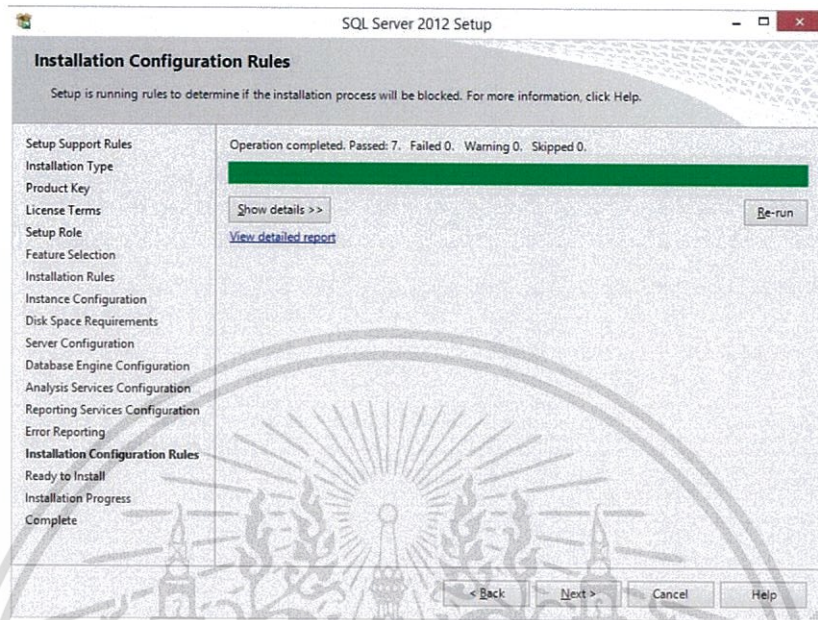 SQL Server 2012 Setup
Installation Configuration Rules
Setup is running rules to determine if the installation process will be blocked. For more information, click Help.
Setup Support Rules
Installation Type
Product Key
License Terms
Setup Role
Feature Selection
Installation Rules
Instance Configuration
Disk Space Requirements
Server Configuration
Database Engine Configuration
Analysis Services Configuration
Reporting Services Configuration
Error Reporting
Installation Configuration Rules
Ready to Install
Installation Progress
Complete
Operation completed. Passed: 7. Failed 0. Warning 0. Skipped 0.
Show details >>
Re-run
View detailed report
< Back
Next >
Cancel
Help